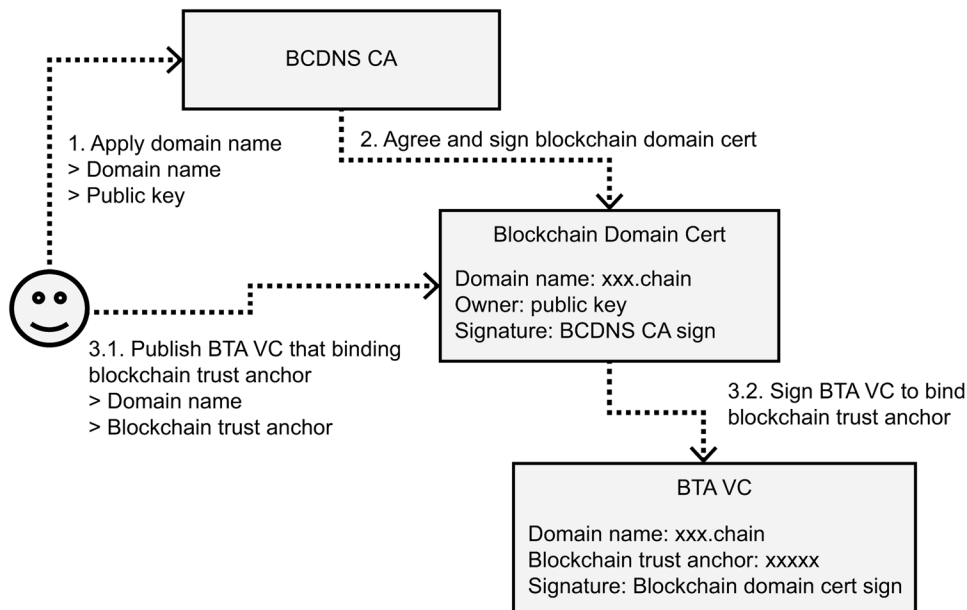 BCDNS CA
1. Apply domain name
> Domain name
> Public key
2. Agree and sign blockchain domain cert
Blockchain Domain Cert
Domain name: xxx.chain
Owner: public key
Signature: BCDNS CA sign
3.1. Publish BTA VC that binding
blockchain trust anchor
> Domain name
> Blockchain trust anchor
3.2. Sign BTA VC to bind
blockchain trust anchor
BTA VC
Domain name: xxx.chain
Blockchain trust anchor: xxxxx
Signature: Blockchain domain cert sign